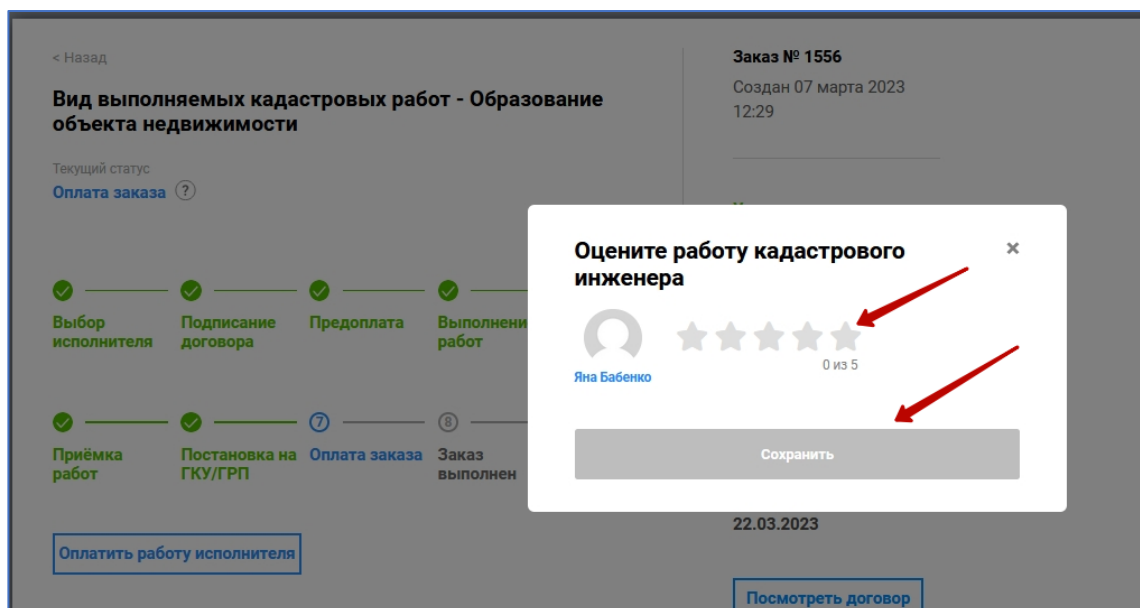 < Назад
Вид выполняемых кадастровых работ - Образование
объекта недвижимости
Текущий статус
Оплата заказа ?
Выбор
исполнителя
Подписание
договора
Предоплата
Выполнени
работ
Приёмка
работ
Постановка на
ГКУ/ГРП
7
Оплата заказа
8
Заказ
выполнен
Оплатить работу исполнителя
Заказ № 1556
Создан 07 марта 2023
12:29
Оцените работу кадастрового
инженера
×
Яна Бабенко
0 из 5
Сохранить
22.03.2023
Посмотреть договор